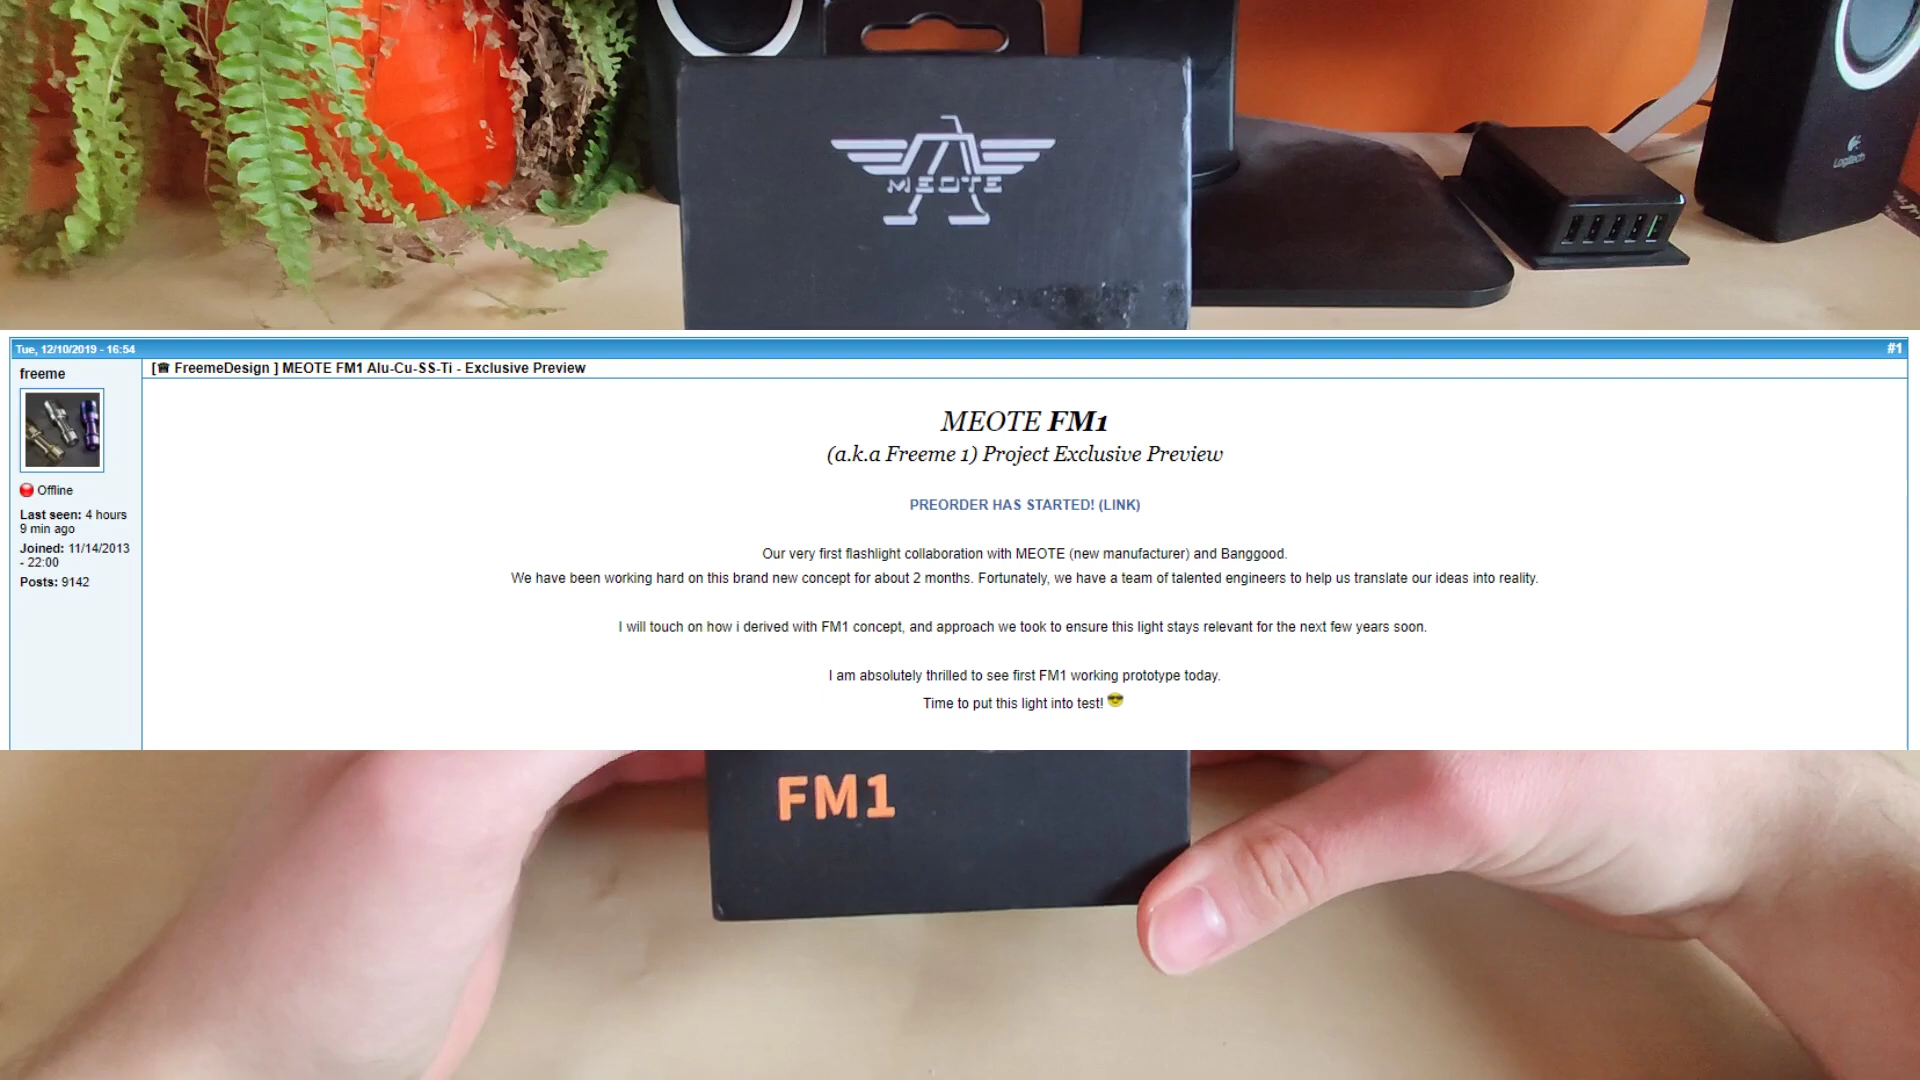 MEOTE
Logitech
Tue, 12/10/2019 - 16:54
#1
freeme
[♕ FreemeDesign ] MEOTE FM1 Alu-Cu-SS-Ti - Exclusive Preview
MEOTE FM1
(a.k.a Freeme 1) Project Exclusive Preview
Offline
PREORDER HAS STARTED! (LINK)
Last seen: 4 hours
9 min ago
Joined: 11/14/2013
- 22:00
Posts: 9142
Our very first flashlight collaboration with MEOTE (new manufacturer) and Banggood.
We have been working hard on this brand new concept for about 2 months. Fortunately, we have a team of talented engineers to help us translate our ideas into reality.
I will touch on how i derived with FM1 concept, and approach we took to ensure this light stays relevant for the next few years soon.
I am absolutely thrilled to see first FM1 working prototype today.
Time to put this light into test! 😎
FM1